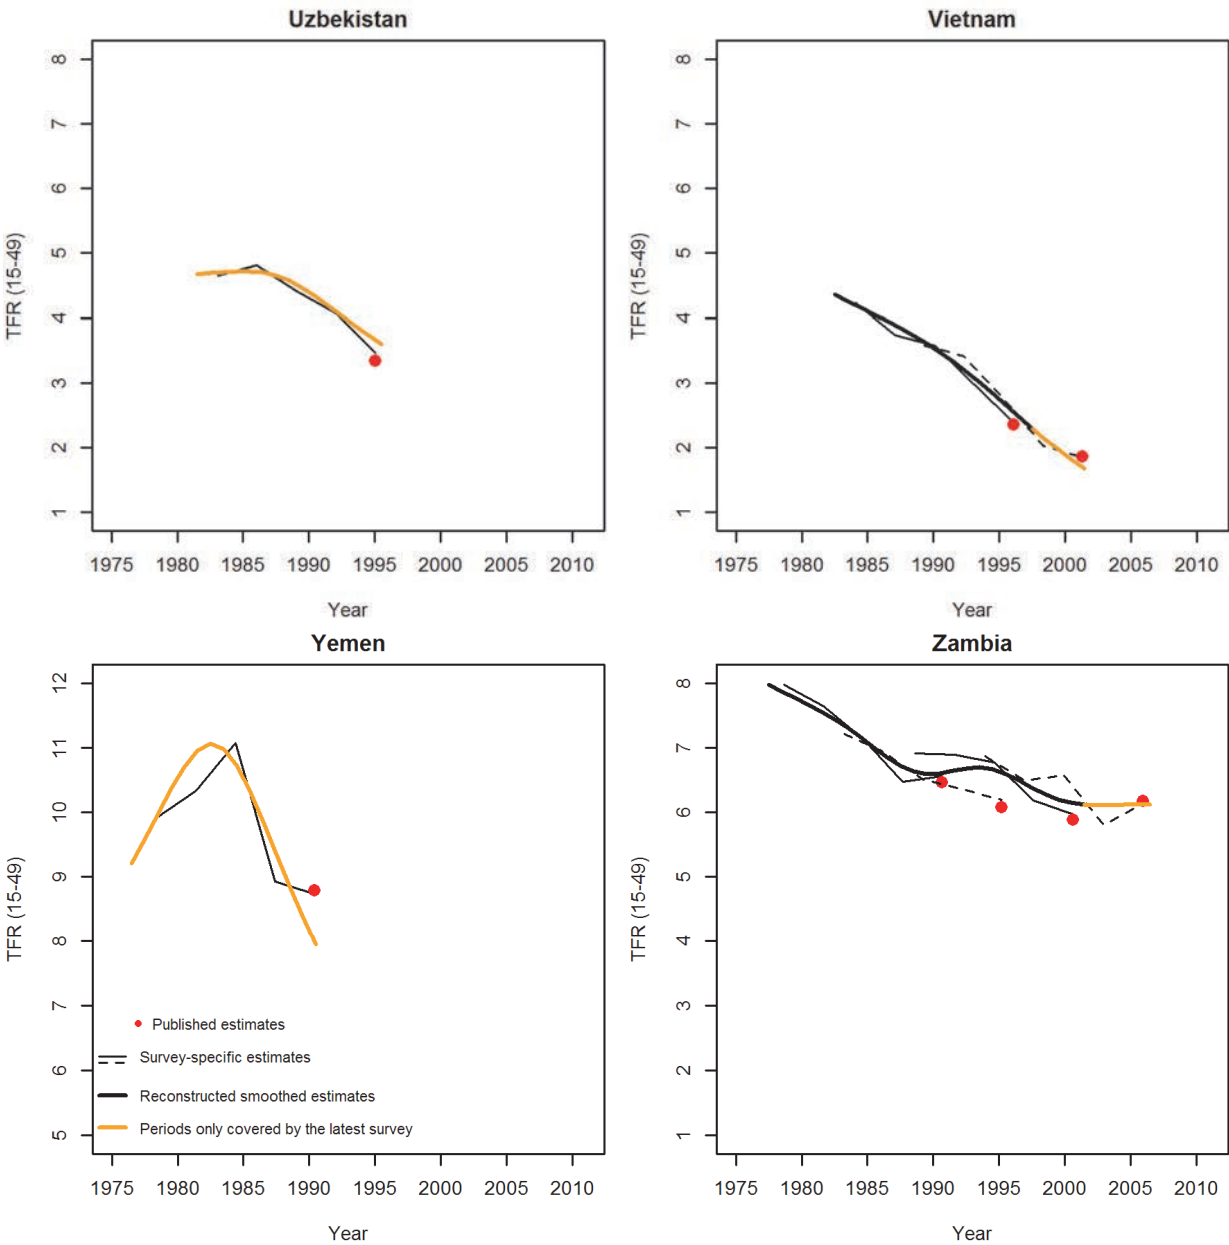 Uzbekistan
TFR (15-49)
8
7
6
5
4
3
2
1
1975 1980 1985 1990 1995 2000 2005 2010
Year
Vietnam
TFR (15-49)
8
7
6
5
4
3
2
1
1975 1980 1985 1990 1995 2000 2005 2010
Year
Yemen
TFR (15-49)
12
11
10
9
8
7
6
5
Published estimates
Survey-specific estimates
Reconstructed smoothed estimates
Periods only covered by the latest survey
1975 1980 1985 1990 1995 2000 2005 2010
Year
Zambia
TFR (15-49)
8
7
6
5
4
3
2
1
1975 1980 1985 1990 1995 2000 2005 2010
Year